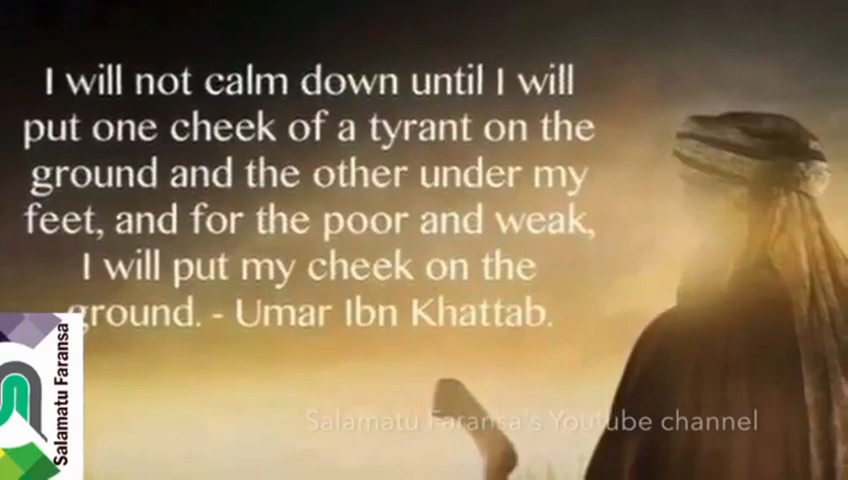 I will not calm down until I will
put one cheek of a tyrant on the
ground and the other under my
feet, and for the poor and weak,
I will put my cheek on the
ground. - Umar Ibn Khattab.
Salamatu Faransa
Salamatu Faransa's Youtube channel